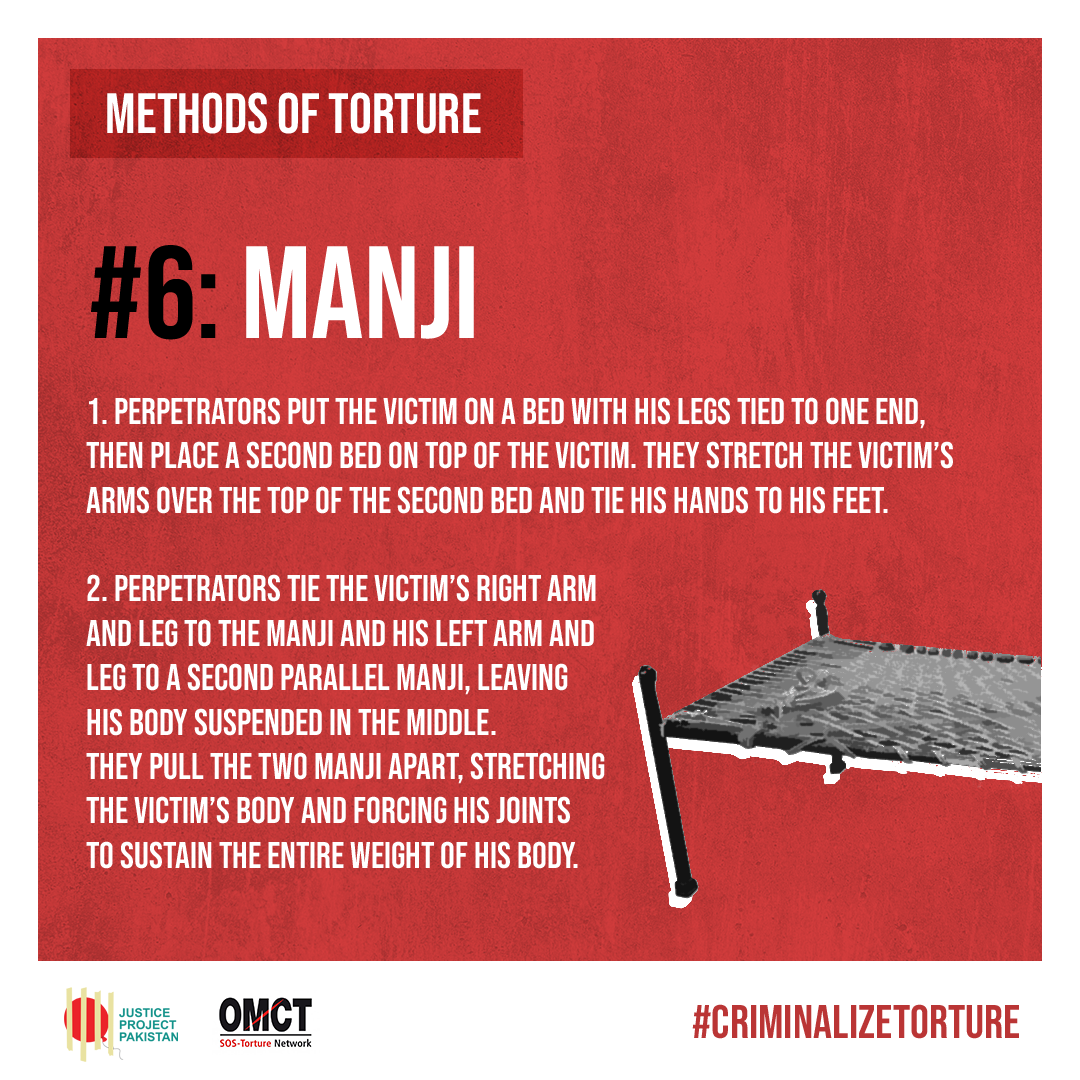 METHODS OF TORTURE
#6: MANJI
1. PERPETRATORS PUT THE VICTIM ON A BED WITH HIS LEGS TIED TO ONE END,
THEN PLACE A SECOND BED ON TOP OF THE VICTIM. THEY STRETCH THE VICTIM'S
ARMS OVER THE TOP OF THE SECOND BED AND TIE HIS HANDS TO HIS FEET.
2. PERPETRATORS TIE THE VICTIM'S RIGHT ARM
AND LEG TO THE MANJI AND HIS LEFT ARM AND
LEG TO A SECOND PARALLEL MANJI, LEAVING
HIS BODY SUSPENDED IN THE MIDDLE.
THEY PULL THE TWO MANJI APART, STRETCHING
THE VICTIM'S BODY AND FORCING HIS JOINTS
TO SUSTAIN THE ENTIRE WEIGHT OF HIS BODY.
JUSTICE
PROJECT
PAKISTAN
OMCT
SOS-Torture Network
#CRIMINALIZETORTURE